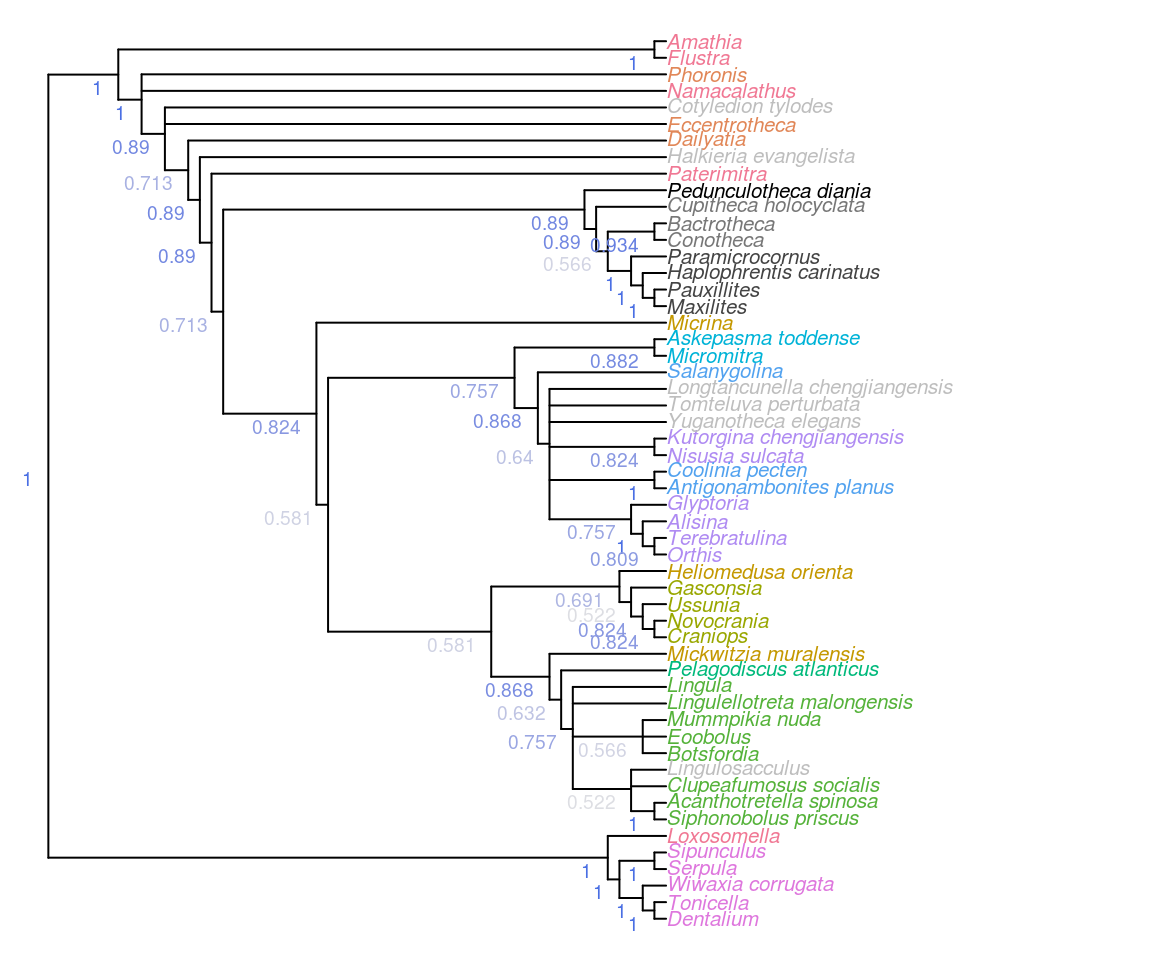 Amathia
Flustra
1
Phoronis
1
Namacalathus
Cotyledion tylodes
1
Eccentrotheca
Dailyatia
0.89
Halkieria evangelista
Paterimitra
0.713
Pedunculotheca diania
Cupitheca holocyclata
0.89
Bactrotheca
0.89
Conotheca
0.89 0.934
Paramicrocornus
0.89
0.566
Haplophrentis carinatus
1
Pauxillites
1
Maxilites
1
Micrina
0.713
Askepasma toddense
Micromitra
0.882
Salanygolina
0.757
Longtancunella chengjiangensis
Tomteluva perturbata
0.868
Yuganotheca elegans
0.824
Kutorgina chengjiangensis
0.64
Nisusia sulcata
0.824
Coolinia pecten
1
Antigonambonites planus
1
Glyptoria
0.581
Alisina
0.757
Terebratulina
1
Orthis
0.809
Heliomedusa orienta
Gasconsia
0.691
Ussunia
0.522
Novocrania
0.824
Craniops
0.824
0.581
Mickwitzia muralensis
Pelagodiscus atlanticus
Lingula
0.868
Lingulellotreta malongensis
0.632
Mummpikia nuda
Eoobolus
0.757
Botsfordia
0.566
Lingulosacculus
Clupeafumosus socialis
Acanthotretella spinosa
0.522
Siphonobolus priscus
1
Loxosomella
Sipunculus
Serpula
1
1
Wiwaxia corrugata
1
Tonicella
1
Dentalium
1